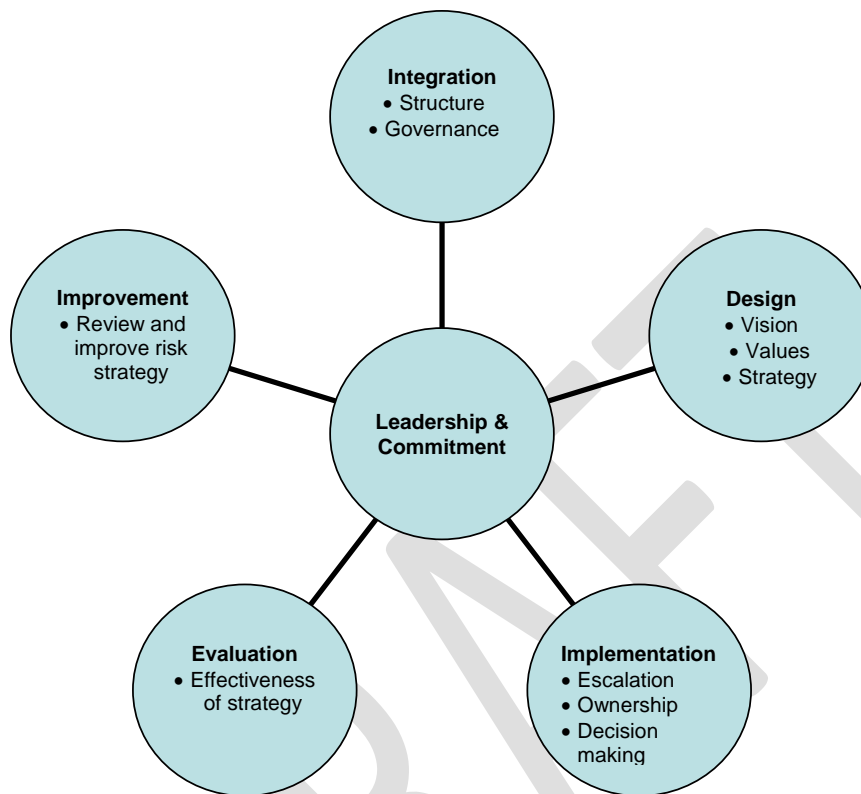 Integration
• Structure
• Governance
Design
• Vision
• Values
• Strategy
Implementation
• Escalation
• Ownership
• Decision
making
Evaluation
• Effectiveness
of strategy
Improvement
• Review and
improve risk
strategy
Leadership &
Commitment
DRAFT